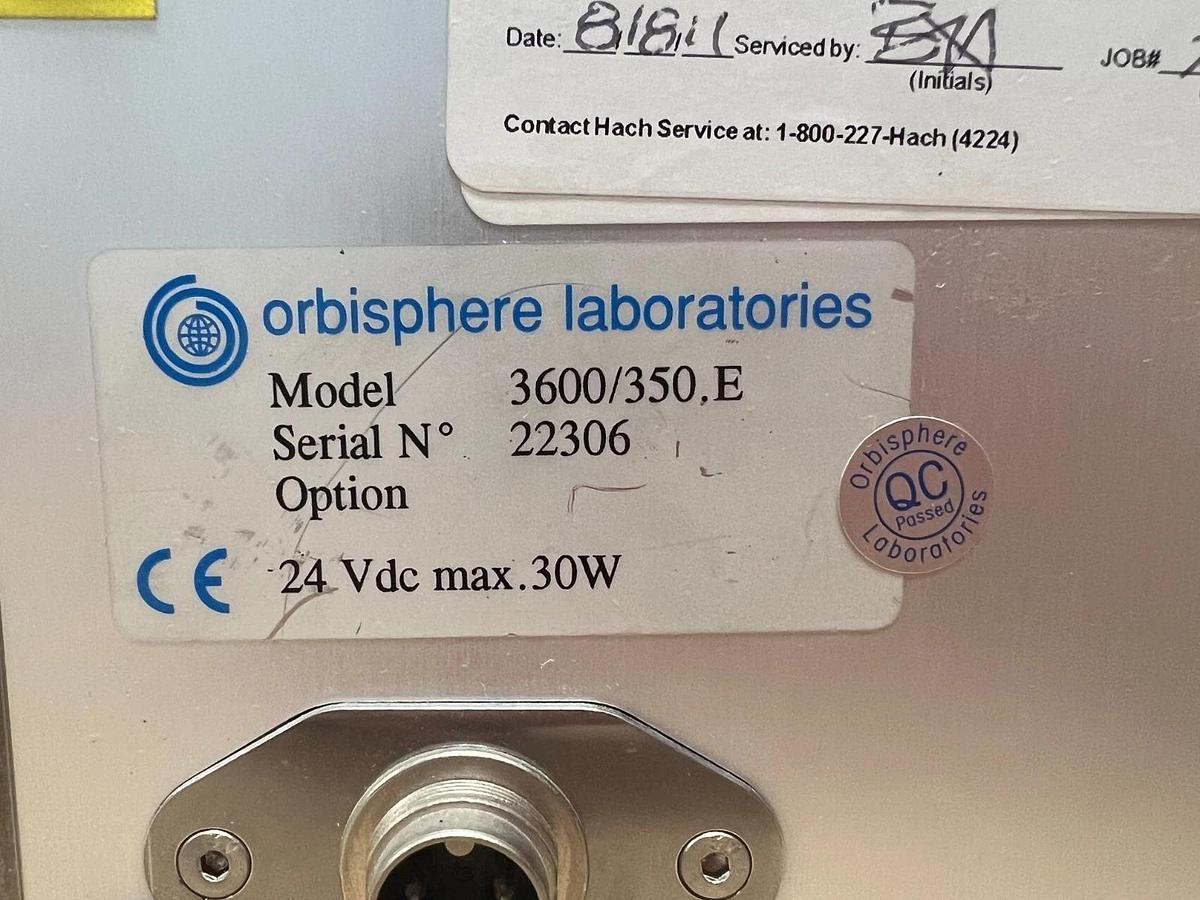 Date: 8/8/11 Serviced by: JOB#
(Initials)
Contact Hach Service at: 1-800-227-Hach (4224)
orbisphere laboratories
Model 3600/350.E
Serial N° 22306
Option
CE 24 Vdc max.30W
Orbisphere
QC
Passed
Laboratories